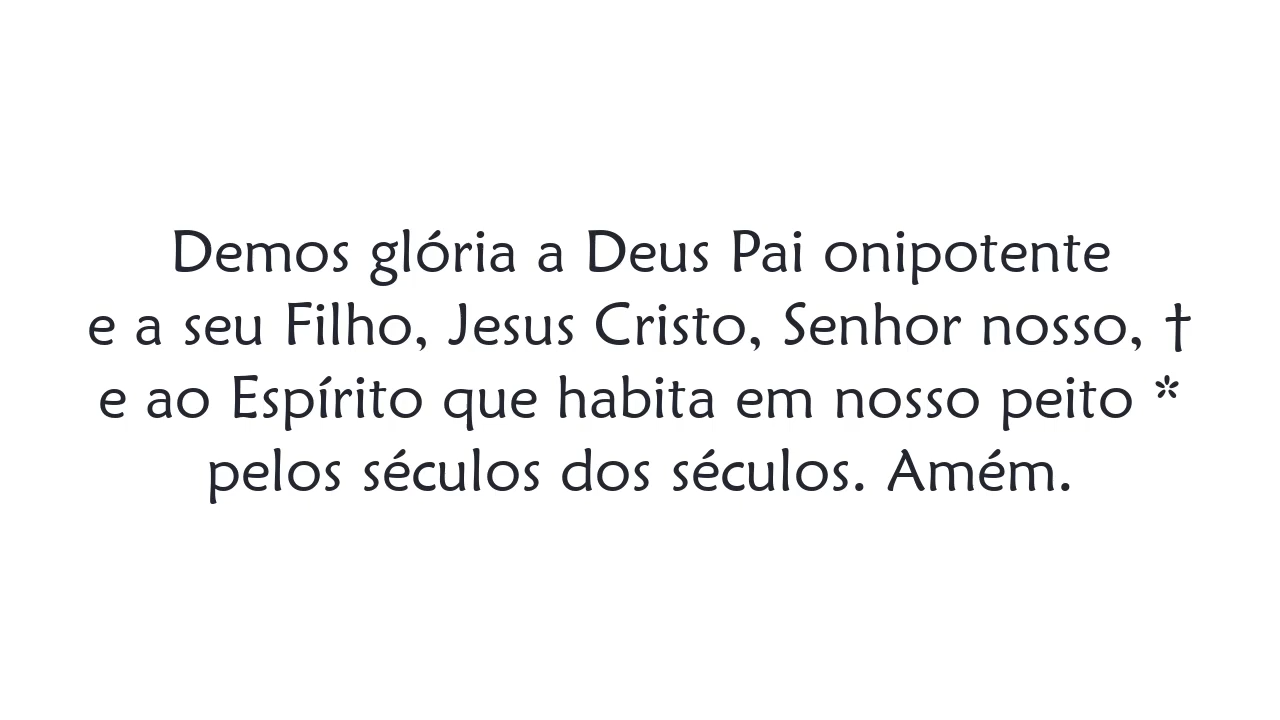 Demos glória a Deus Pai onipotente
e a seu Filho, Jesus Cristo, Senhor nosso, †
e ao Espírito que habita em nosso peito *
pelos séculos dos séculos. Amém.